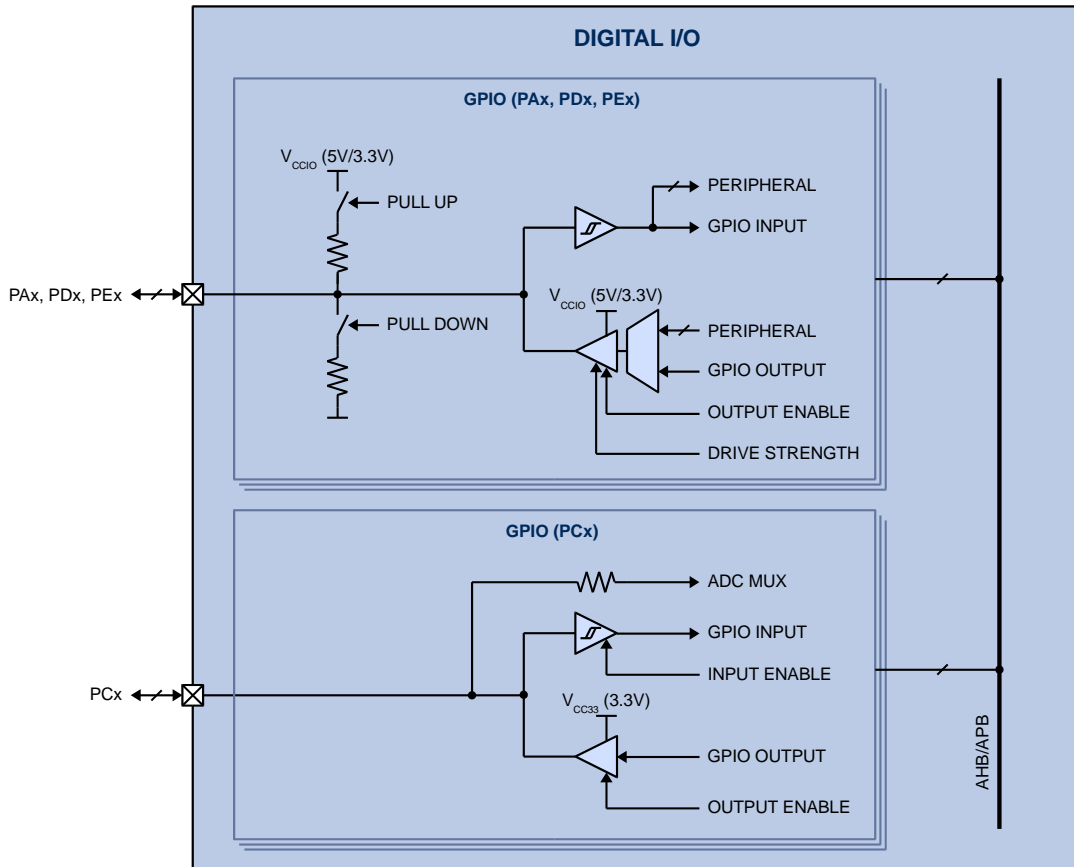 DIGITAL I/O
GPIO (PAx, PDx, PEx)
VCCIO (5V/3.3V)
PULL UP
PERIPHERAL
GPIO INPUT
PAx, PDx, PEx
PULL DOWN
VCCIO (5V/3.3V)
PERIPHERAL
GPIO OUTPUT
OUTPUT ENABLE
DRIVE STRENGTH
GPIO (PCx)
ADC MUX
GPIO INPUT
INPUT ENABLE
PCx
VCC33 (3.3V)
GPIO OUTPUT
OUTPUT ENABLE
AHB/APB